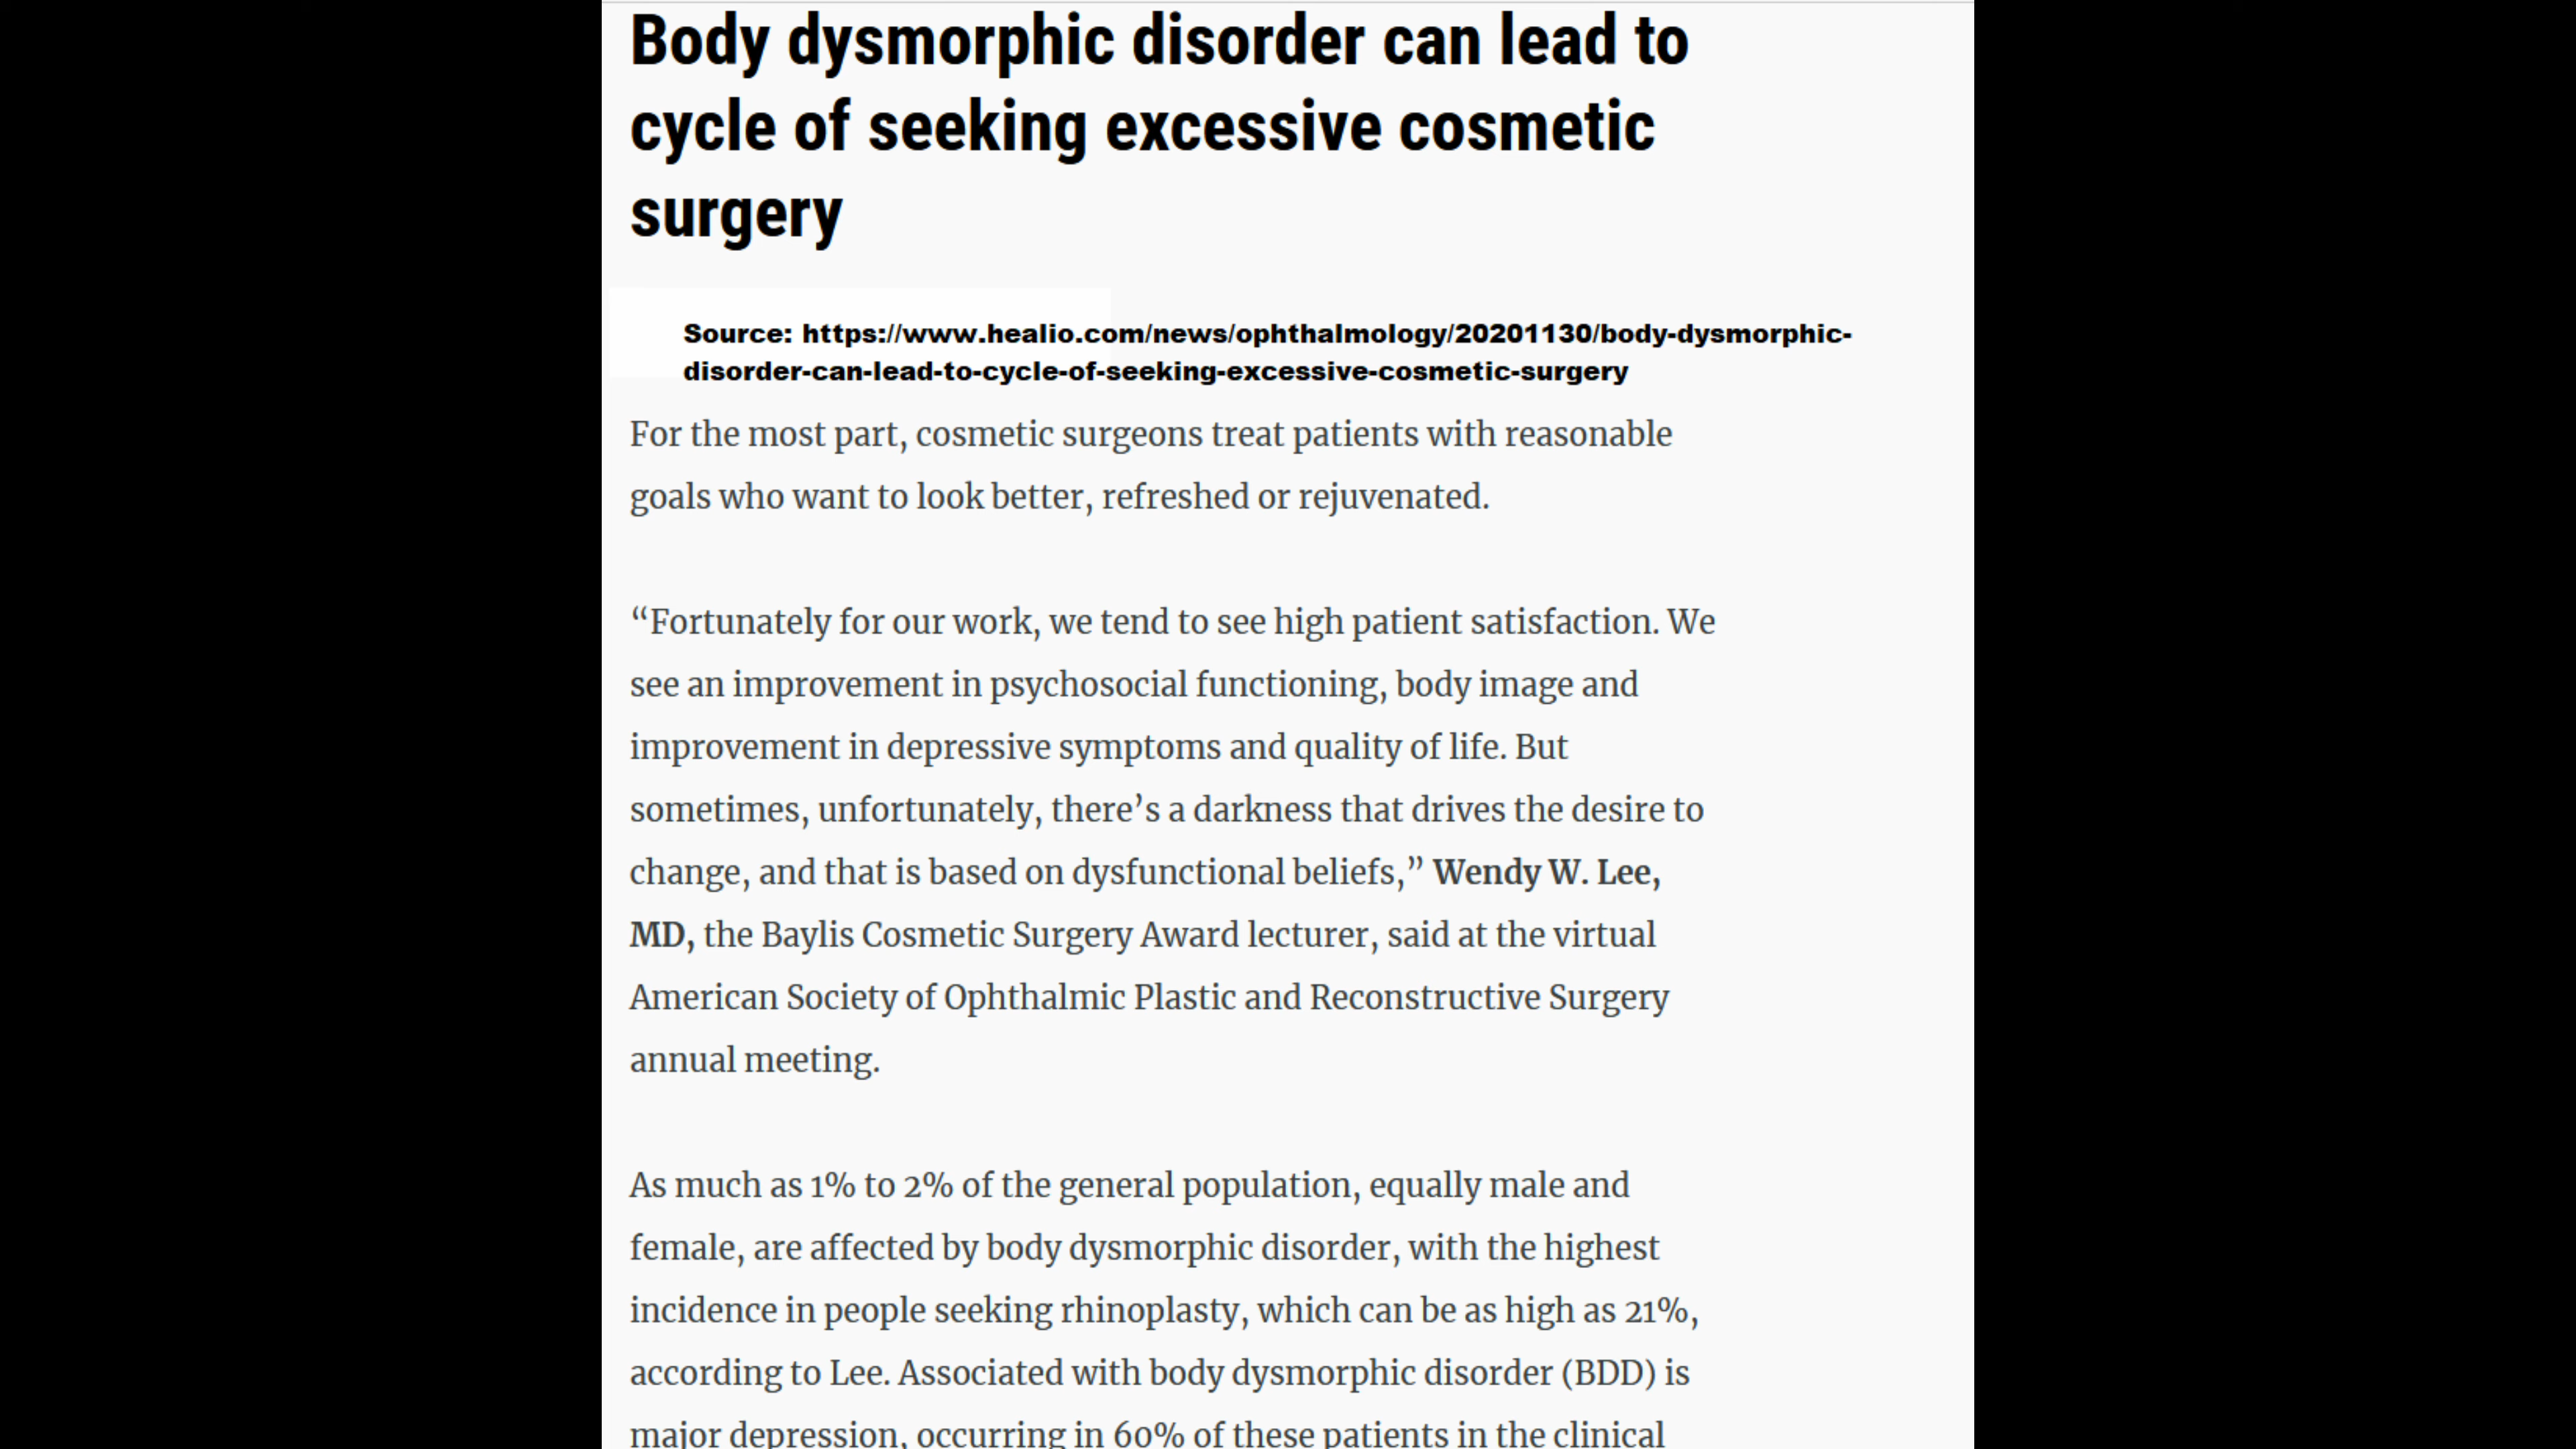 Body dysmorphic disorder can lead to
cycle of seeking excessive cosmetic
surgery
Source: https://www.healio.com/news/ophthalmology/20201130/body-dysmorphic-
disorder-can-lead-to-cycle-of-seeking-excessive-cosmetic-surgery
For the most part, cosmetic surgeons treat patients with reasonable
goals who want to look better, refreshed or rejuvenated.
“Fortunately for our work, we tend to see high patient satisfaction. We
see an improvement in psychosocial functioning, body image and
improvement in depressive symptoms and quality of life. But
sometimes, unfortunately, there’s a darkness that drives the desire to
change, and that is based on dysfunctional beliefs,” Wendy W. Lee,
MD, the Baylis Cosmetic Surgery Award lecturer, said at the virtual
American Society of Ophthalmic Plastic and Reconstructive Surgery
annual meeting.
As much as 1% to 2% of the general population, equally male and
female, are affected by body dysmorphic disorder, with the highest
incidence in people seeking rhinoplasty, which can be as high as 21%,
according to Lee. Associated with body dysmorphic disorder (BDD) is
major depression, occurring in 60% of these patients in the clinical